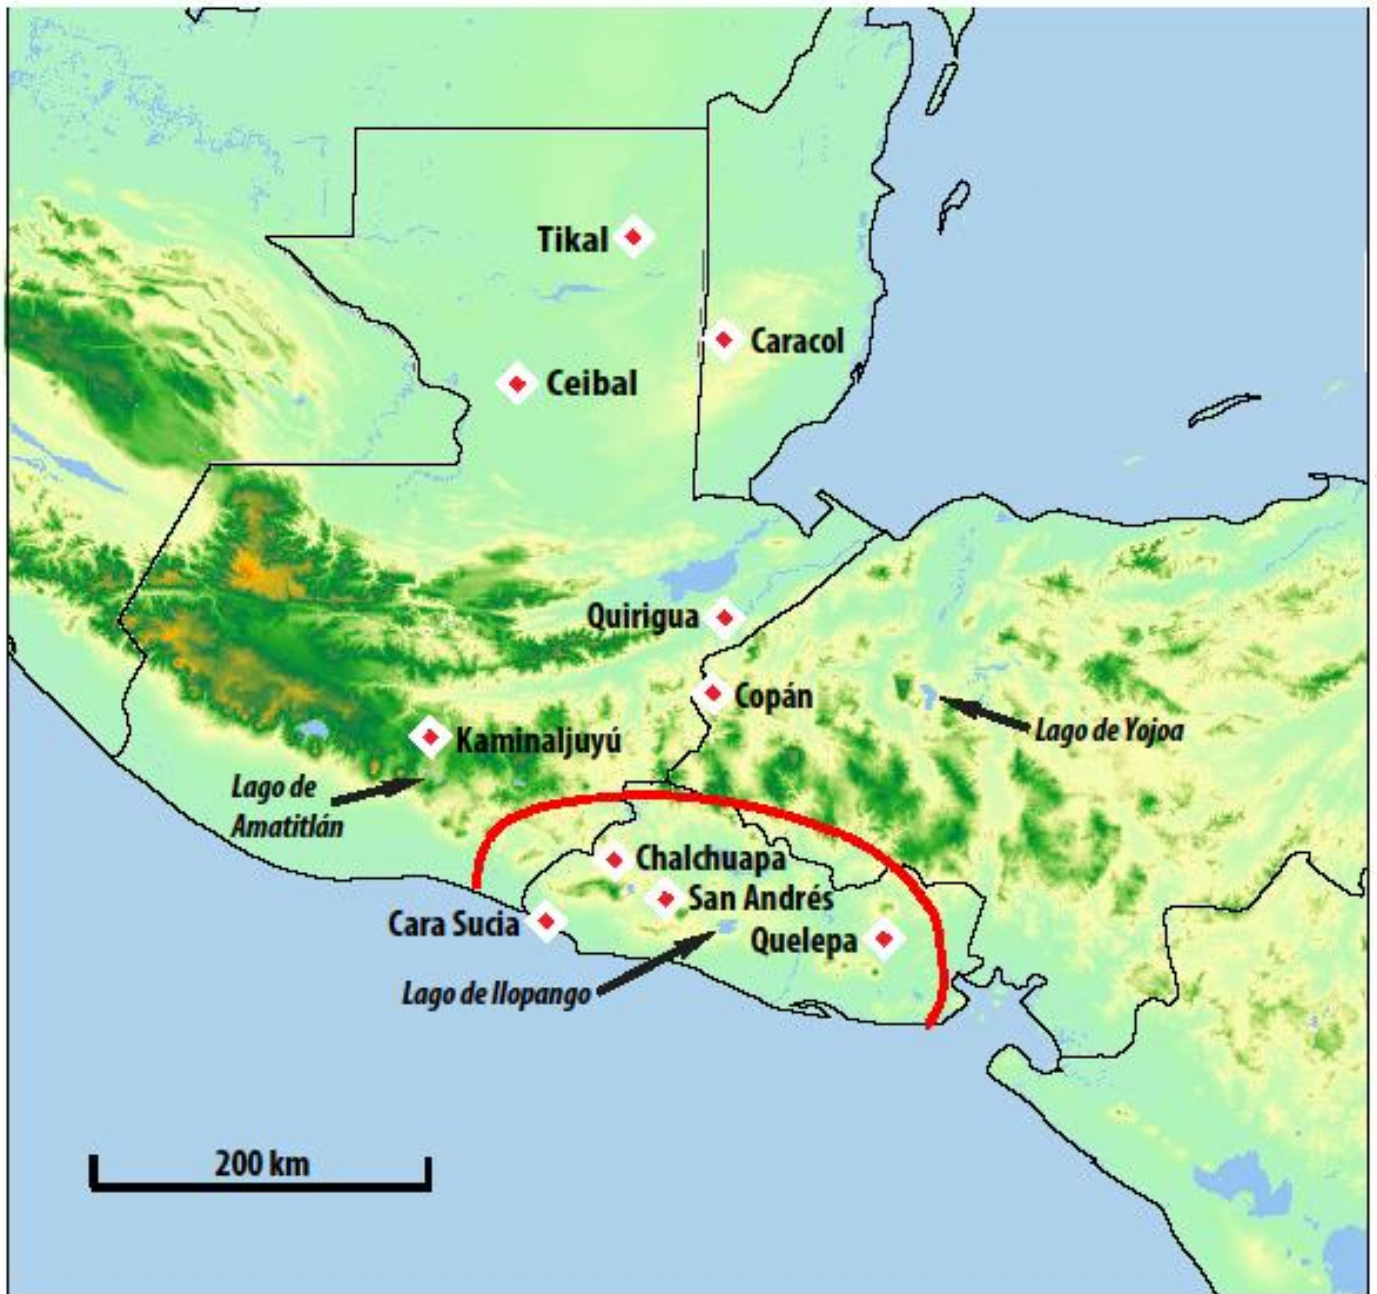 Tikal
Caracol
Ceibal
Quirigua
Copán
Lago de Yojoa
Kaminaljuyú
Lago de
Amatitlán
Chalchuapa
San Andrés
Cara Sucia
Quelepa
Lago de Ilopango
200 km